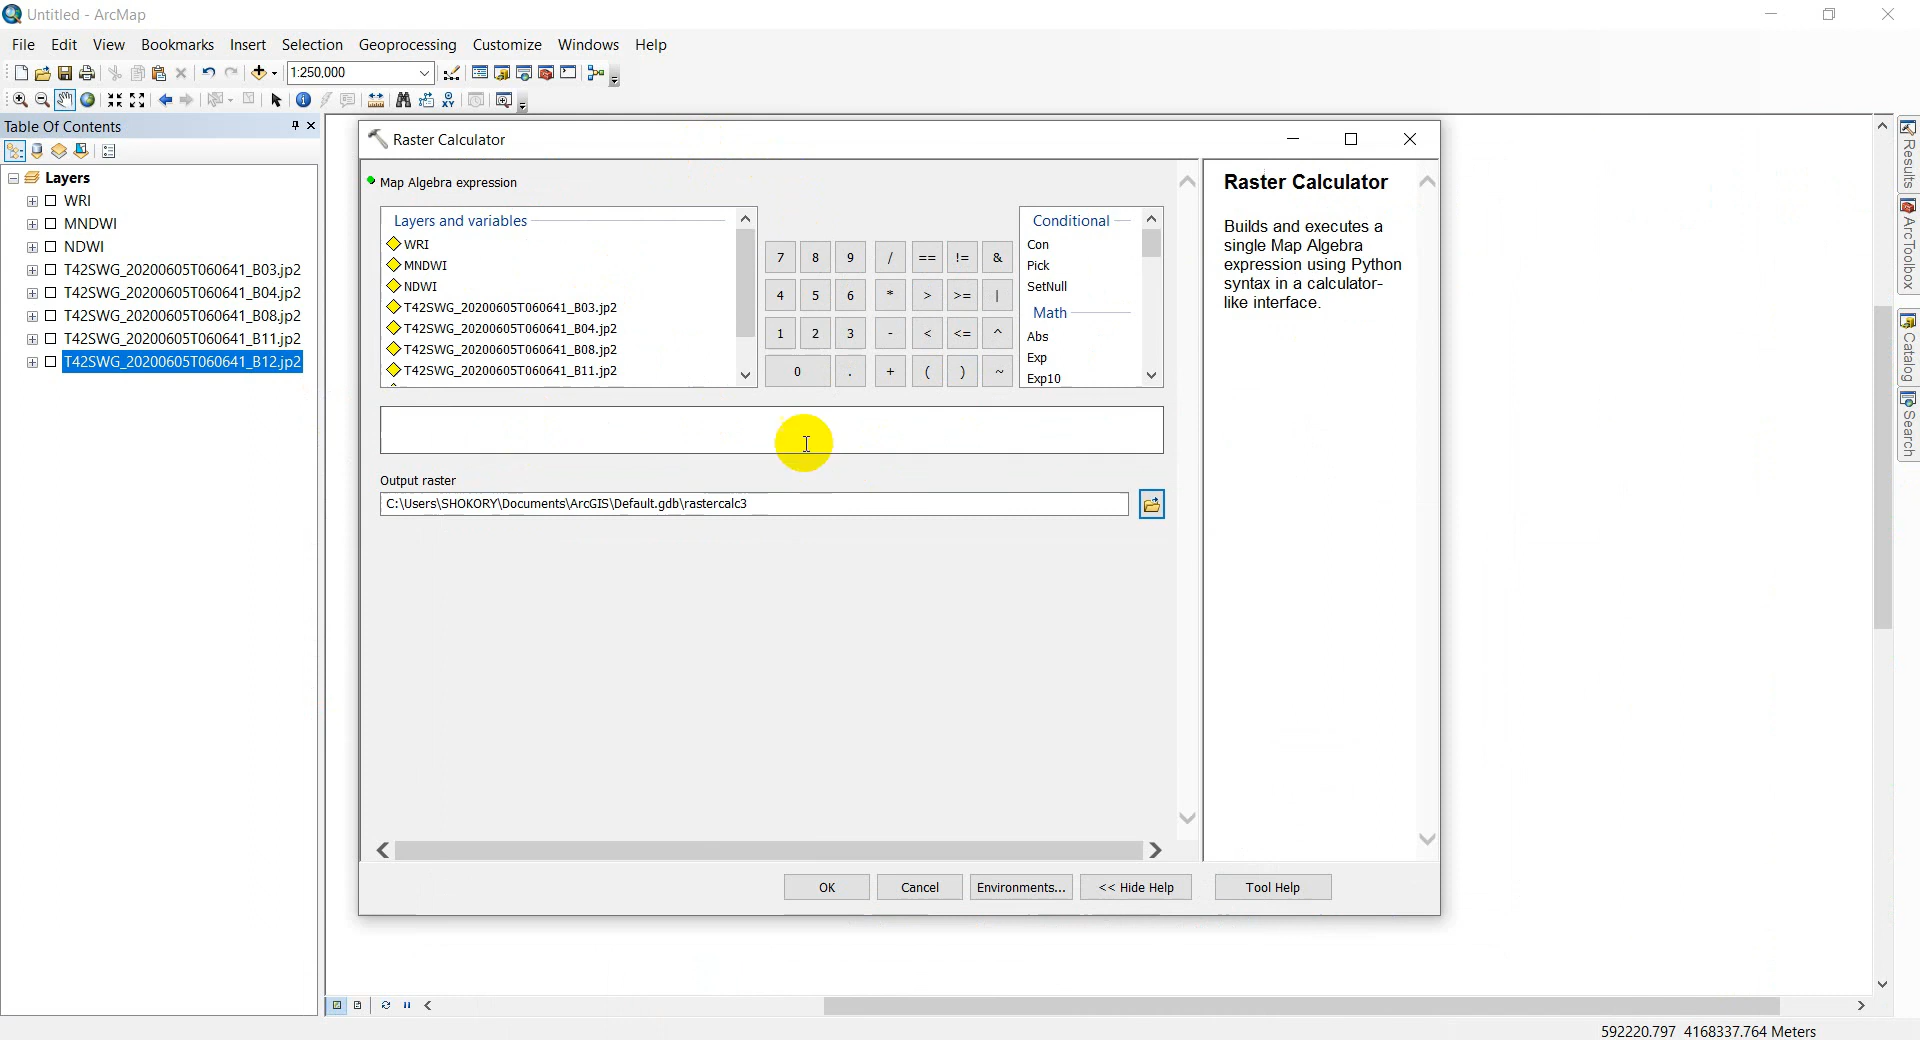 Untitled - ArcMap
File Edit View Bookmarks Insert Selection Geoprocessing Customize Windows Help
1:250,000
Table Of Contents
Layers
WRI
MNDWI
NDWI
T42SWG_20200605T060641_B03.jp2
T42SWG_20200605T060641_B04.jp2
T42SWG_20200605T060641_B08.jp2
T42SWG_20200605T060641_B11.jp2
T42SWG_20200605T060641_B12.jp2
Raster Calculator
Map Algebra expression
Layers and variables
WRI
MNDWI
NDWI
T42SWG_20200605T060641_B03.jp2
T42SWG_20200605T060641_B04.jp2
T42SWG_20200605T060641_B08.jp2
T42SWG_20200605T060641_B11.jp2
7 8 9 / == != &
4 5 6 * > >= |
1 2 3 - < <= ^
0 . + ( ) ~
Conditional
Con
Pick
SetNull
Math
Abs
Exp
Exp10
Output raster
C:\Users\SHOKORY\Documents\ArcGIS\Default.gdb\rastercalc3
OK Cancel Environments... << Hide Help Tool Help
Raster Calculator
Builds and executes a
single Map Algebra
expression using Python
syntax in a calculator-
like interface.
Results
ArcToolbox
Catalog
Search
592220.797 4168337.764 Meters